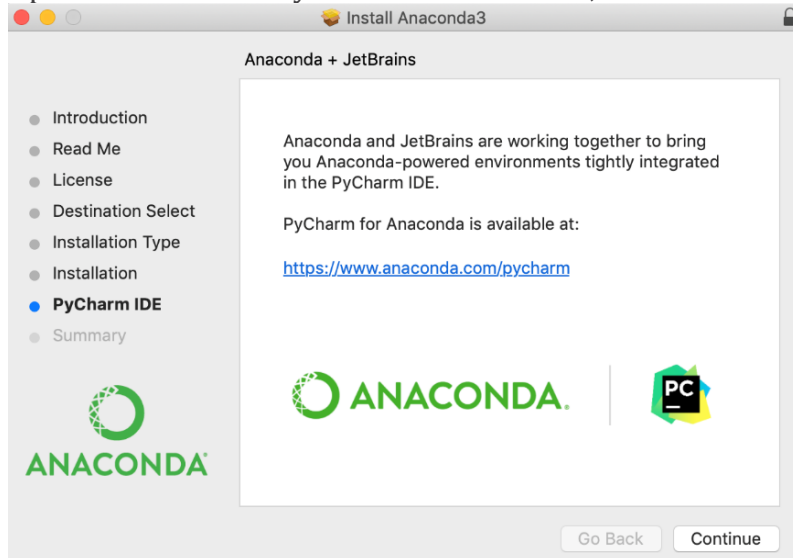 Install Anaconda3
Anaconda + JetBrains
Introduction
Read Me
License
Destination Select
Installation Type
Installation
PyCharm IDE
Summary
ANACONDA
Anaconda and JetBrains are working together to bring
you Anaconda-powered environments tightly integrated
in the PyCharm IDE.
PyCharm for Anaconda is available at:
https://www.anaconda.com/pycharm
ANACONDA.
PC
Go Back
Continue